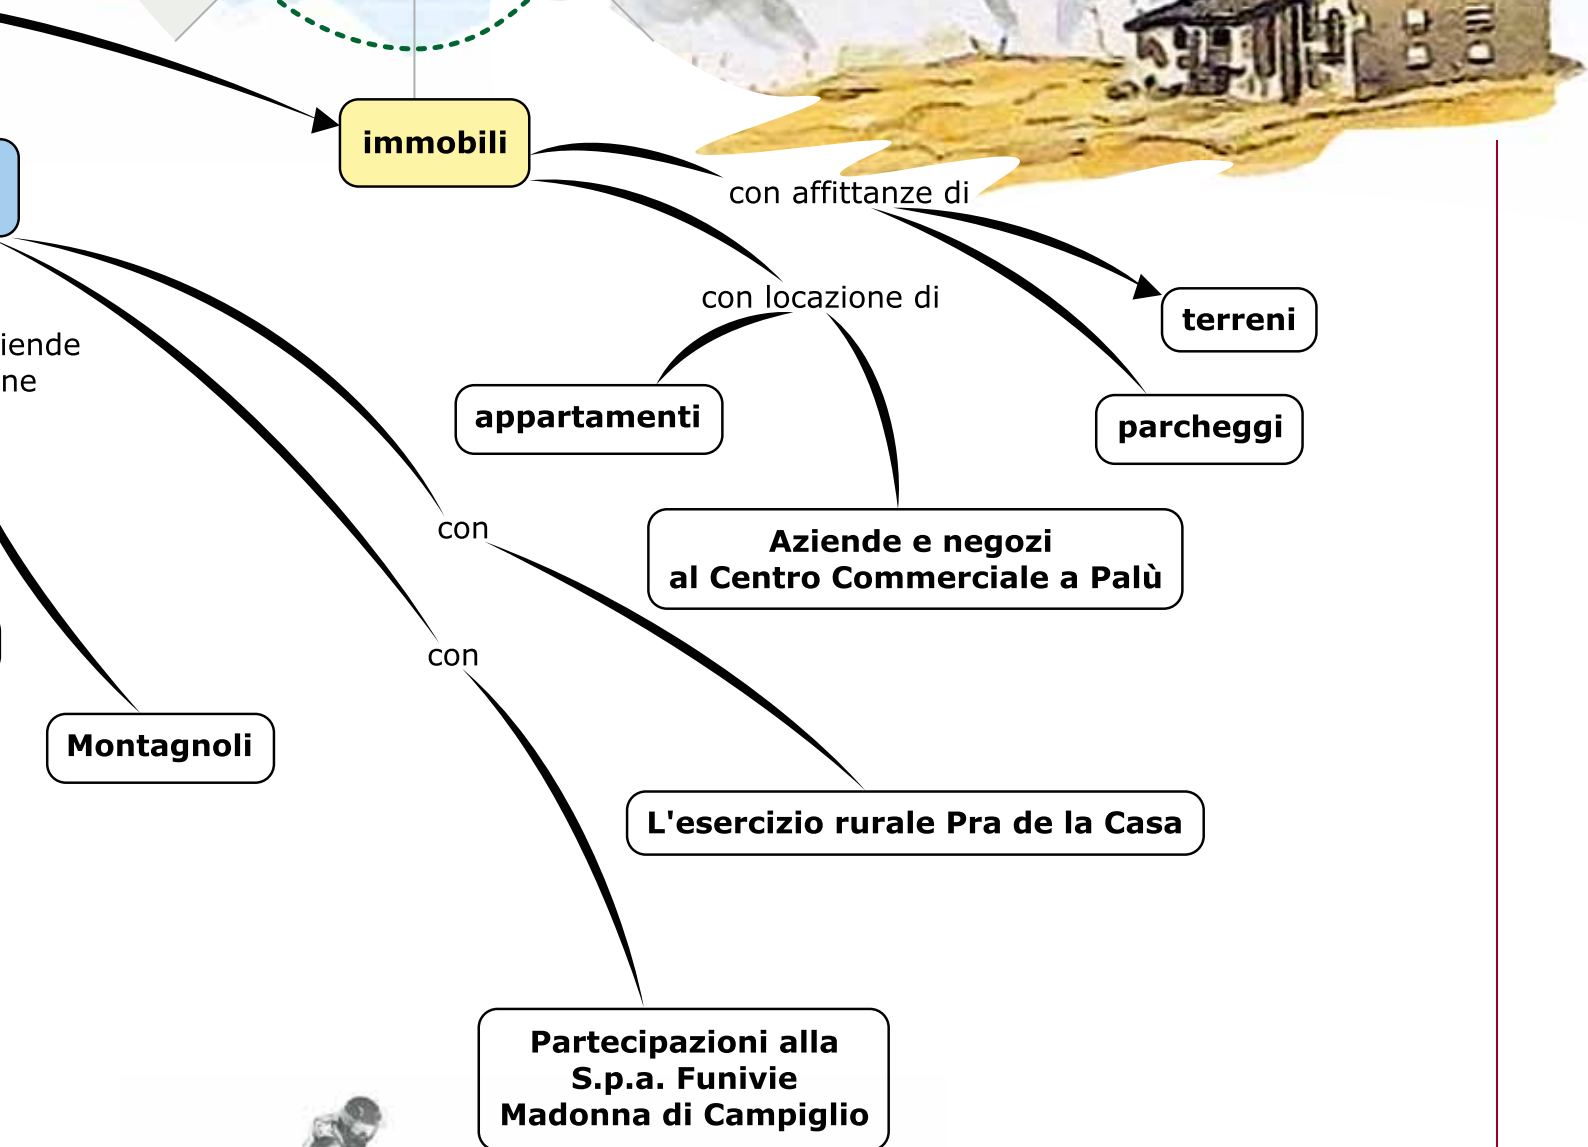 immobili
con affittanze di
con locazione di
terreni
iende
ne
appartamenti
parcheggi
con
Aziende e negozi
al Centro Commerciale a Palù
con
Montagnoli
L'esercizio rurale Pra de la Casa
Partecipazioni alla
S.p.a. Funivie
Madonna di Campiglio